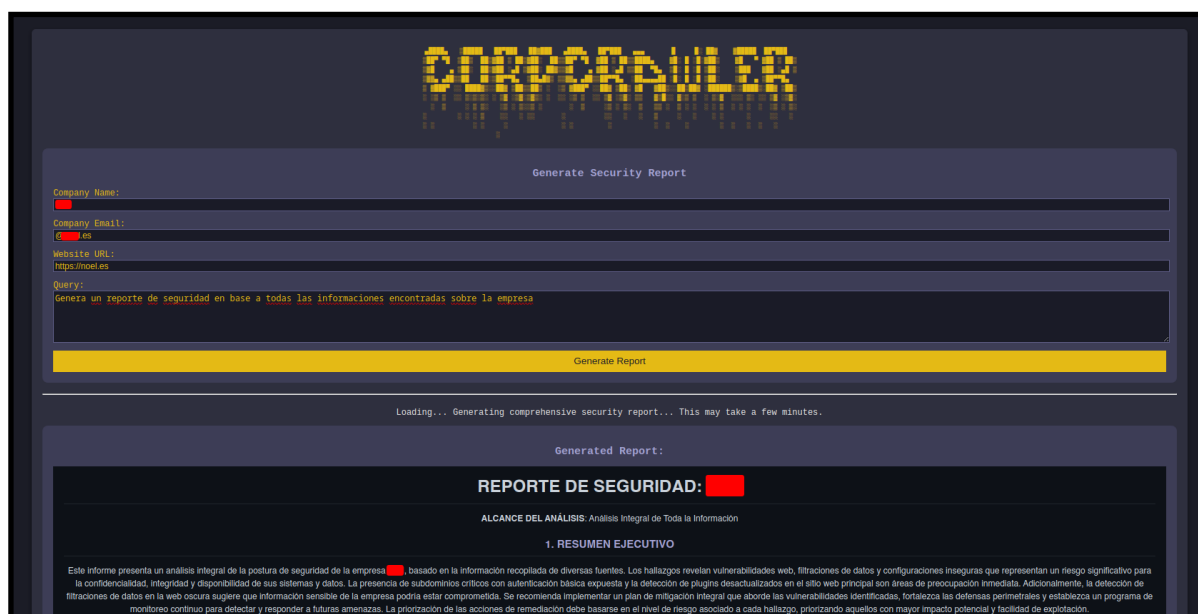 Generate Security Report
Company Name:
Company Email:
@ l.es
Website URL:
https://noel.es
Query:
Genera un reporte de seguridad en base a todas las informaciones encontradas sobre la empresa
Generate Report
Loading... Generating comprehensive security report... This may take a few minutes.
Generated Report:
REPORTE DE SEGURIDAD:
ALCANCE DEL ANÁLISIS: Análisis Integral de Toda la Información
1. RESUMEN EJECUTIVO
Este informe presenta un análisis integral de la postura de seguridad de la empresa , basado en la información recopilada de diversas fuentes. Los hallazgos revelan vulnerabilidades web, filtraciones de datos y configuraciones inseguras que representan un riesgo significativo para
la confidencialidad, integridad y disponibilidad de sus sistemas y datos. La presencia de subdominios críticos con autenticación básica expuesta y la detección de plugins desactualizados en el sitio web principal son áreas de preocupación inmediata. Adicionalmente, la detección de
filtraciones de datos en la web oscura sugiere que información sensible de la empresa podría estar comprometida. Se recomienda implementar un plan de mitigación integral que aborde las vulnerabilidades identificadas, fortalezca las defensas perimetrales y establezca un programa de
monitoreo continuo para detectar y responder a futuras amenazas. La priorización de las acciones de remediación debe basarse en el nivel de riesgo asociado a cada hallazgo, priorizando aquellos con mayor impacto potencial y facilidad de explotación.